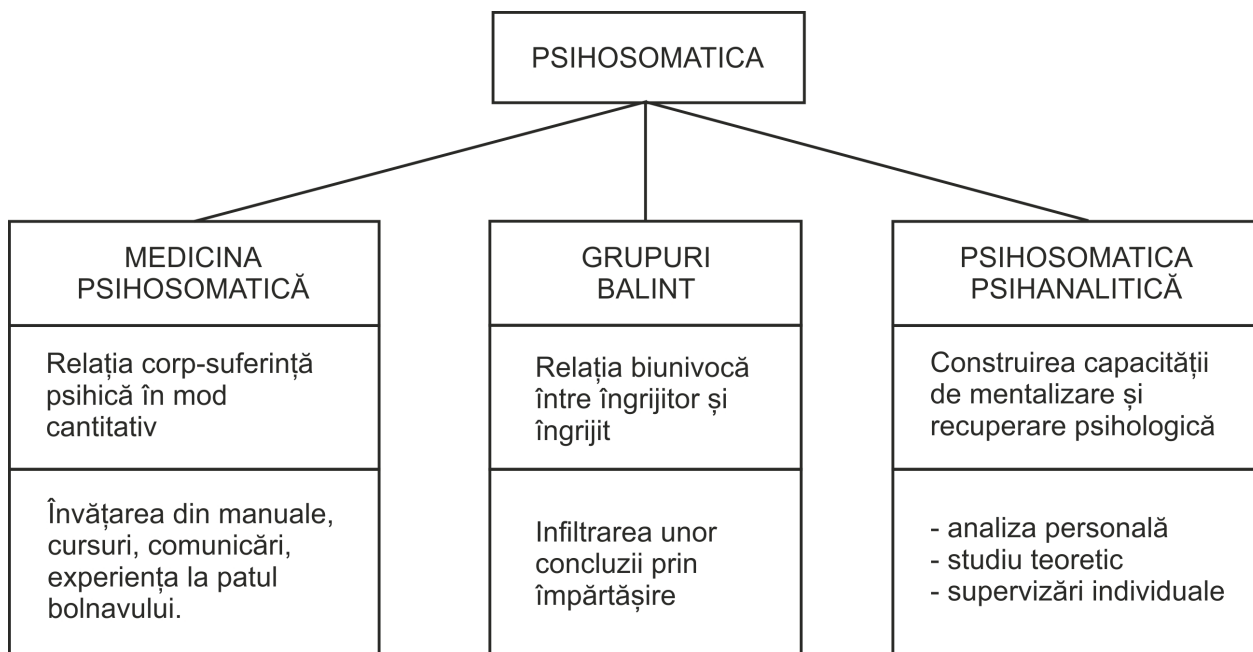 PSIHOSOMATICA
MEDICINA
PSIHOSOMATICĂ
Relația corp-suferință
psihică în mod
cantitativ
Învățarea din manuale,
cursuri, comunicări,
experiența la patul
bolnavului.
GRUPURI
BALINT
Relația biunivocă
între îngrijitor și
îngrijit
Infiltrarea unor
concluzii prin
împărtășire
PSIHOSOMATICA
PSIHANALITICĂ
Construirea capacității
de mentalizare și
recuperare psihologică
- analiza personală
- studiu teoretic
- supervizări individuale